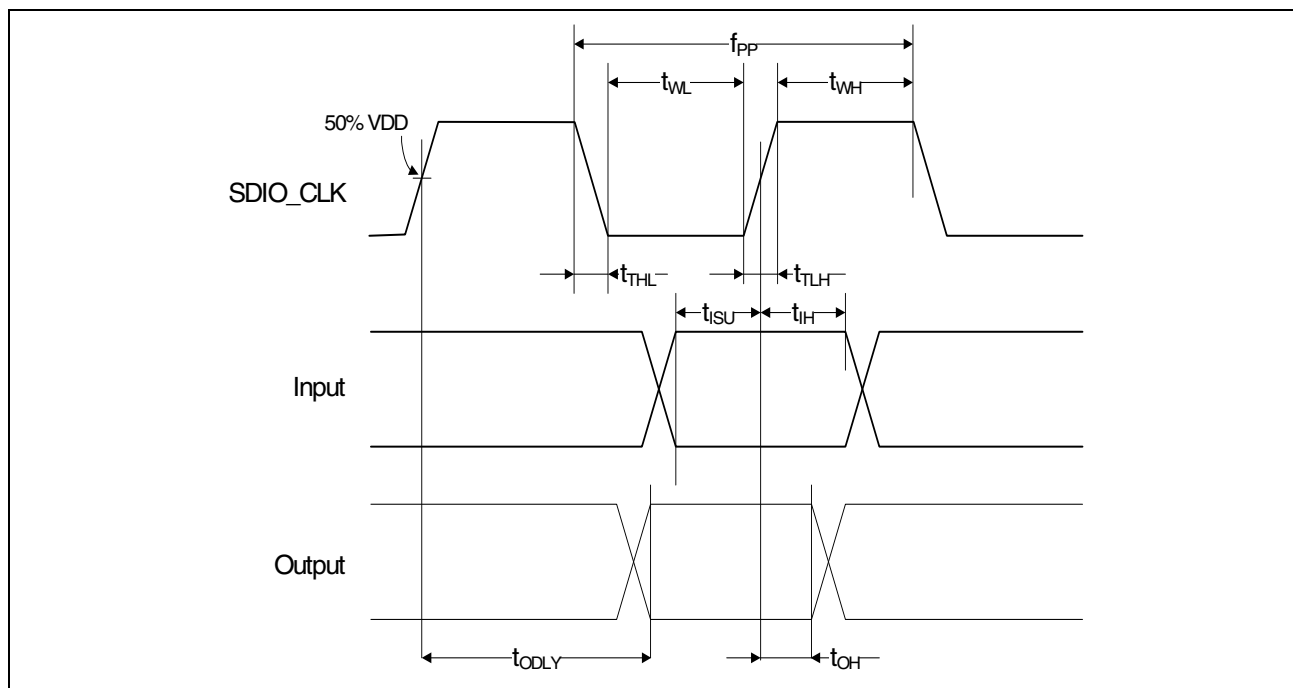 fPP
tWL
tWH
50% VDD
SDIO_CLK
tTHL
tTLH
tISU
tIH
Input
Output
tODLY
tOH